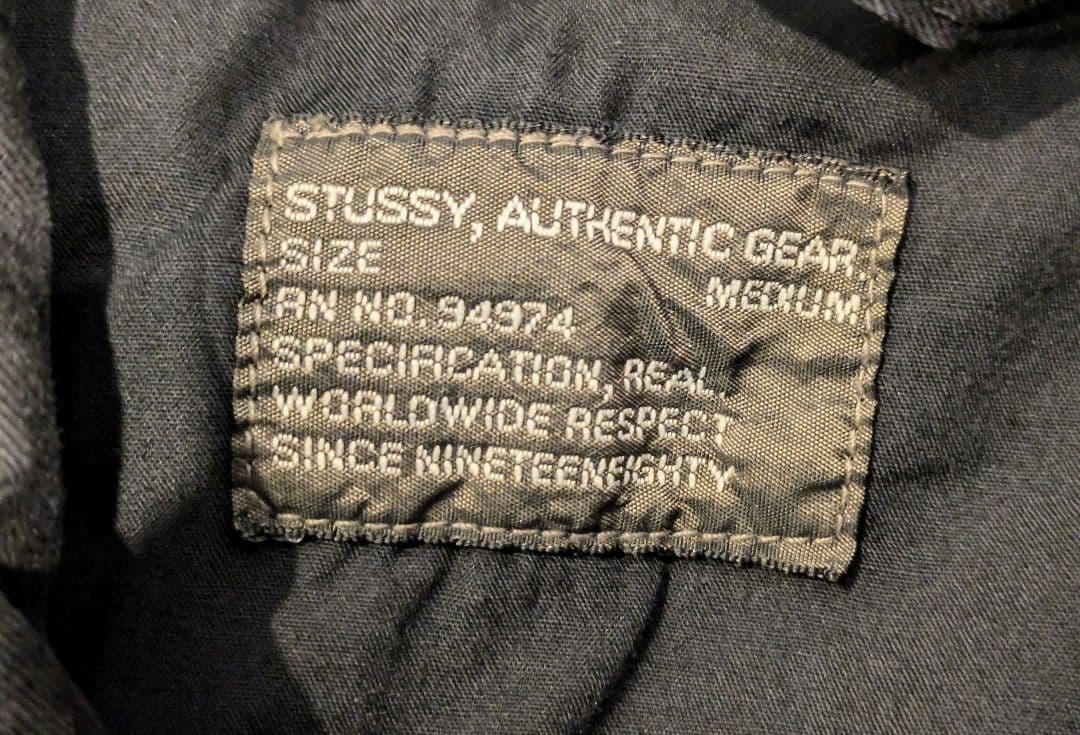 STUSSY, AUTHENTIC GEAR.
SIZE MEDIUM
RN NO. 94974
SPECIFICATION, REAL,
WORLDWIDE RESPECT
SINCE NINETEENEIGHTY